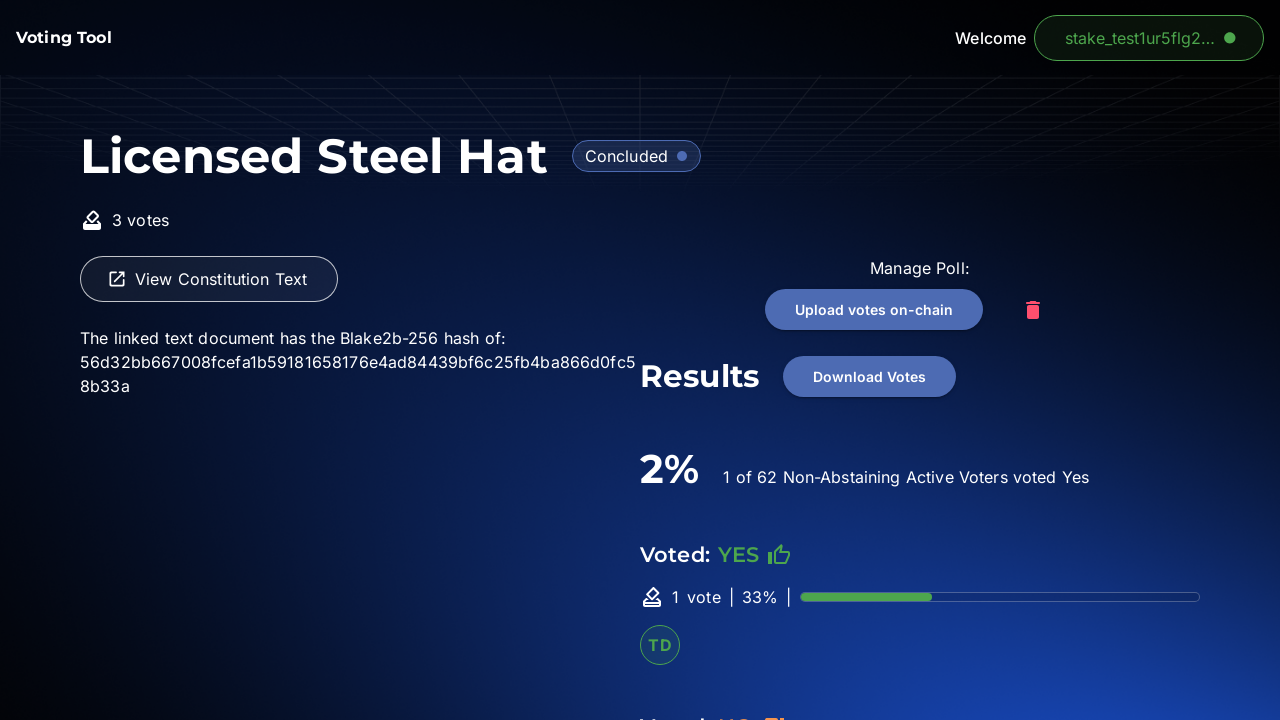 Voting Tool
Welcome
stake_test1ur5flg2...
Licensed Steel Hat
Concluded
3 votes
View Constitution Text
The linked text document has the Blake2b-256 hash of:
56d32bb667008fcefa1b59181658176e4ad84439bf6c25fb4ba866d0fc5
8b33a
Manage Poll:
Upload votes on-chain
Results
Download Votes
2%
1 of 62 Non-Abstaining Active Voters voted Yes
Voted: YES
1 vote | 33% |
TD